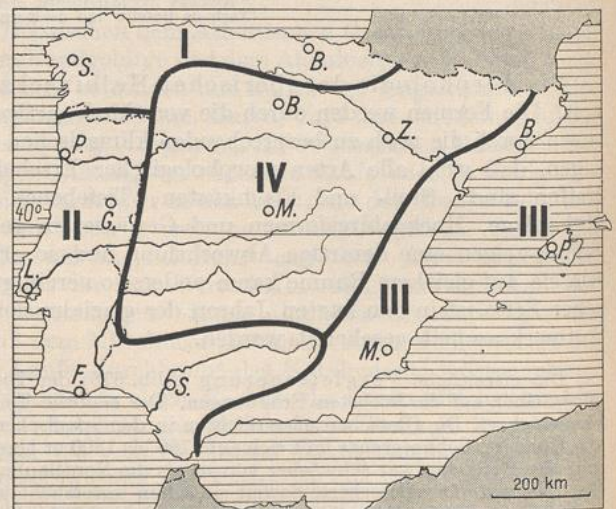 I
S.
B.
B.
Z.
B.
P.
IV
40°
II
G.
M.
III
P.
L.
III
M.
F.
S.
200 km